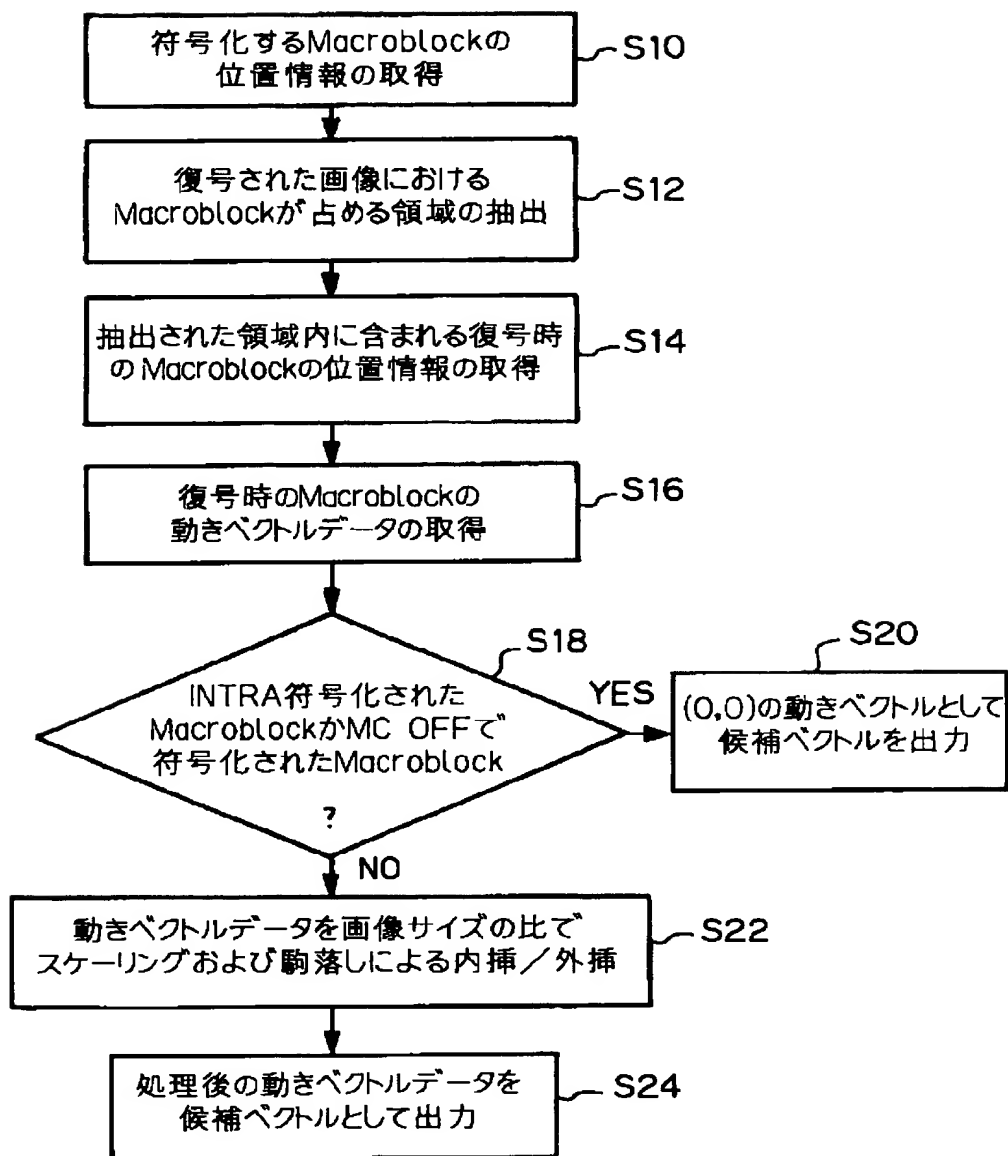 符号化するMacroblockの
位置情報の取得
S10
復号された画像における
Macroblockが占める領域の抽出
S12
抽出された領域内に含まれる復号時
のMacroblockの位置情報の取得
S14
復号時のMacroblockの
動きベクトルデータの取得
S16
S18
INTRA符号化された
MacroblockかMC OFFで
符号化されたMacroblock
?
YES
S20
(0,0)の動きベクトルとして
候補ベクトルを出力
NO
動きベクトルデータを画像サイズの比で
スケーリングおよび駒落しによる内挿/外挿
S22
処理後の動きベクトルデータを
候補ベクトルとして出力
S24